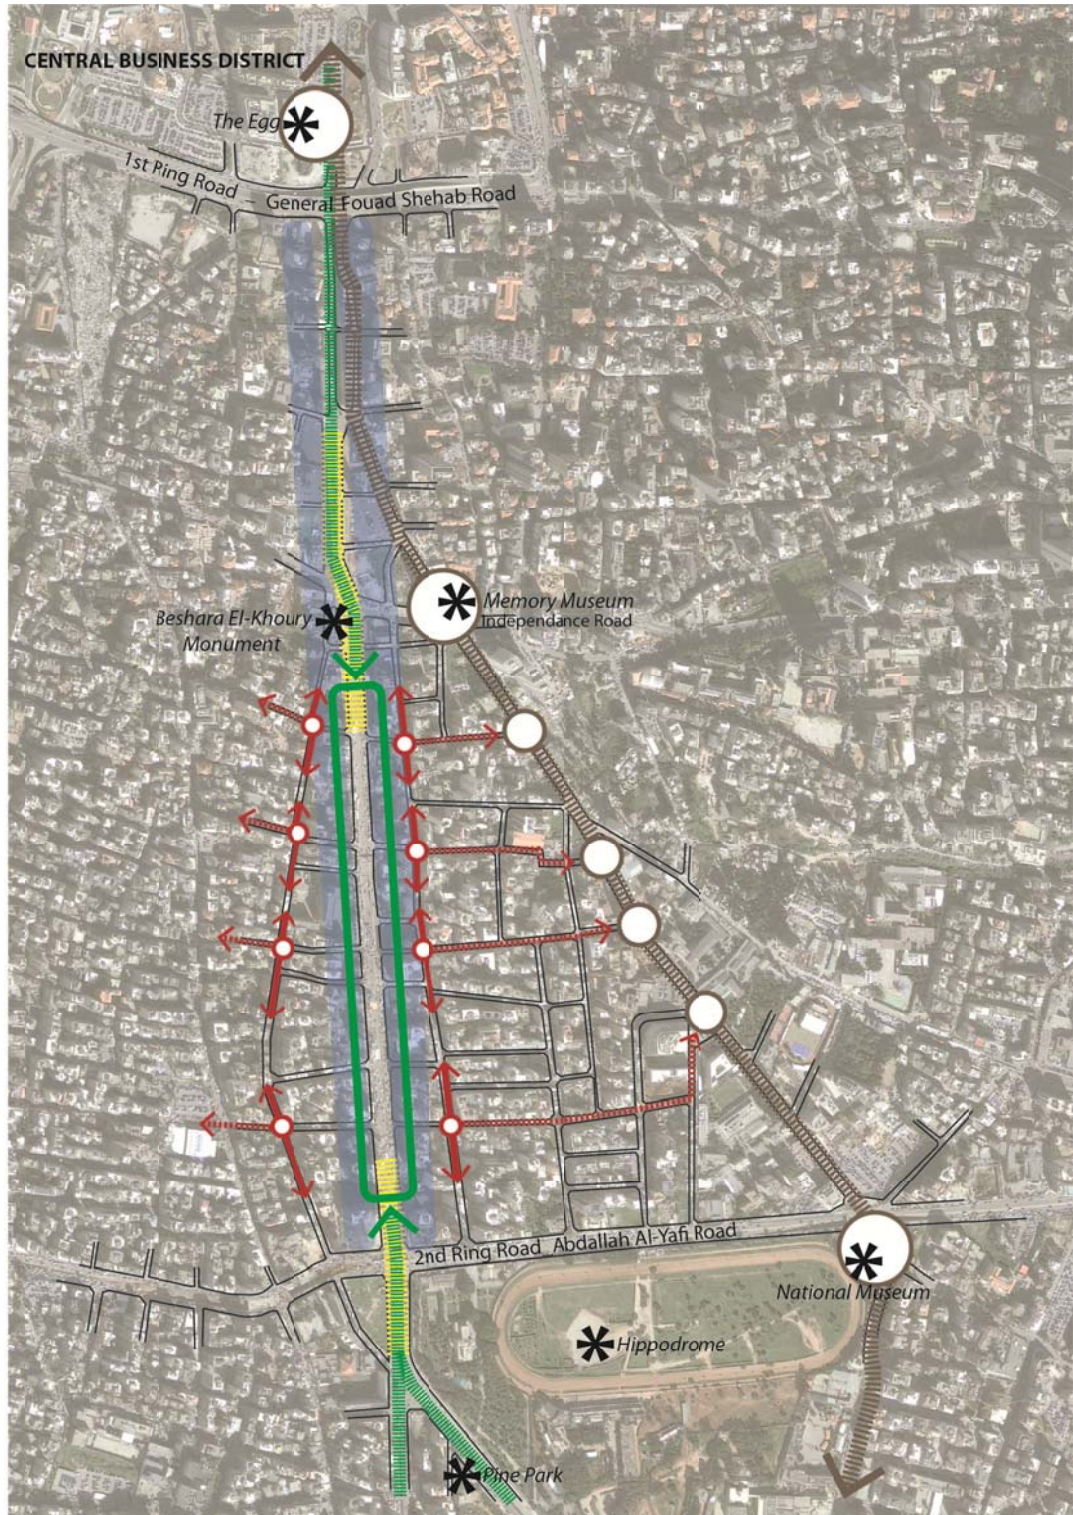 CENTRAL BUSINESS DISTRICT
The Egg
1st Ring Road – General Fouad Shehab Road
Beshara El-Khoury
Monument
Memory Museum
Independance Road
2nd Ring Road Abdallah Al-Yafi Road
National Museum
Hippodrome
Pine Park